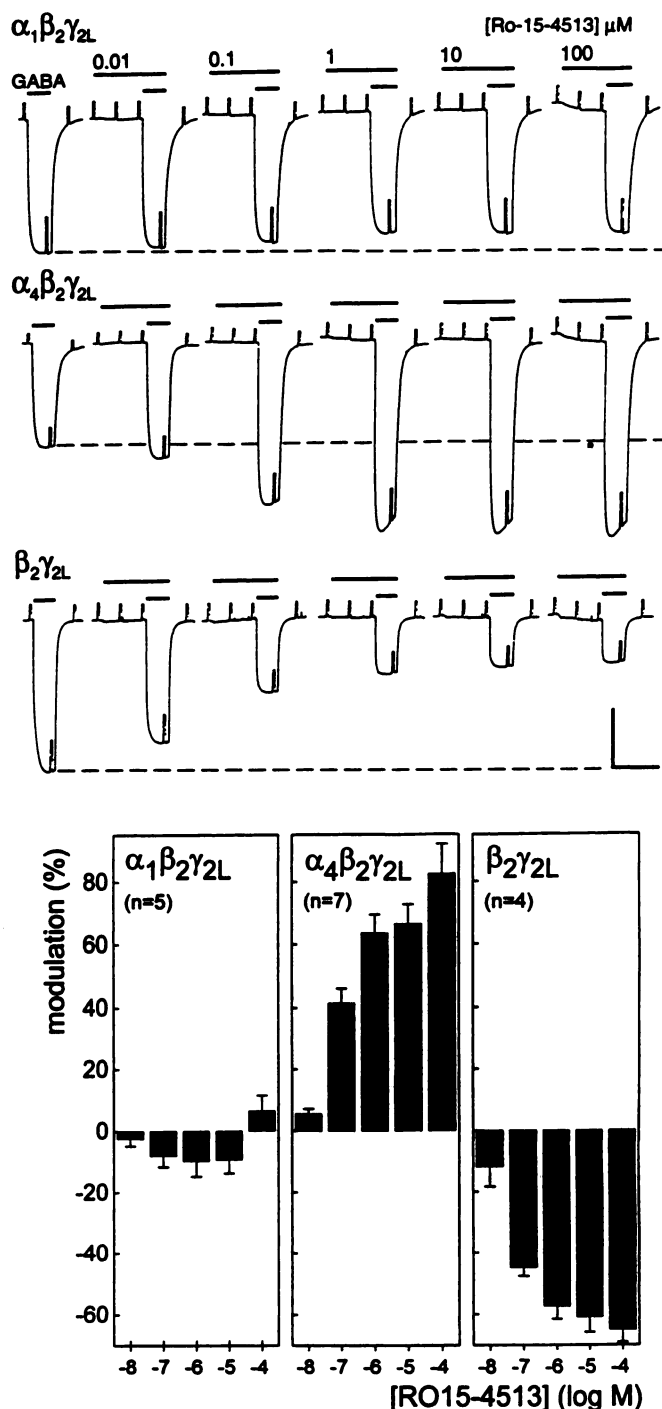 α1β2γ2L [Ro-15-4513] μM
0.01 0.1 1 10 100
GABA
α4β2γ2L
β2γ2L
α1β2γ2L α4β2γ2L β2γ2L
(n=5) (n=7) (n=4)
modulation (%)
80
60
40
20
0
-20
-40
-60
-8 -7 -6 -5 -4 -8 -7 -6 -5 -4 -8 -7 -6 -5 -4
[RO15-4513] (log M)